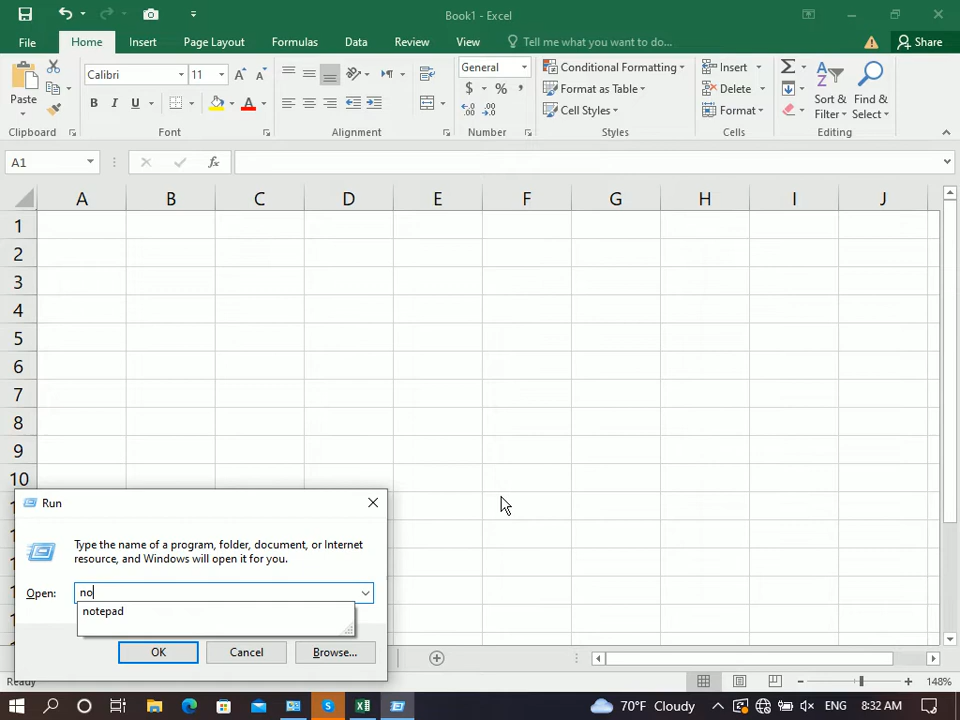 Book1 - Excel
File Home Insert Page Layout Formulas Data Review View Tell me what you want to do... Share
Calibri 11 General Conditional Formatting Insert
Paste B I U $ % , Format as Table Delete Sort & Find &
Cell Styles Format Filter Select
Clipboard Font Alignment Number Styles Cells Editing
A1 fx
A B C D E F G H I J
1
2
3
4
5
6
7
8
9
10
Run
Type the name of a program, folder, document, or Internet
resource, and Windows will open it for you.
Open: no
notepad
OK Cancel Browse...
Ready 148%
70°F Cloudy ENG 8:32 AM